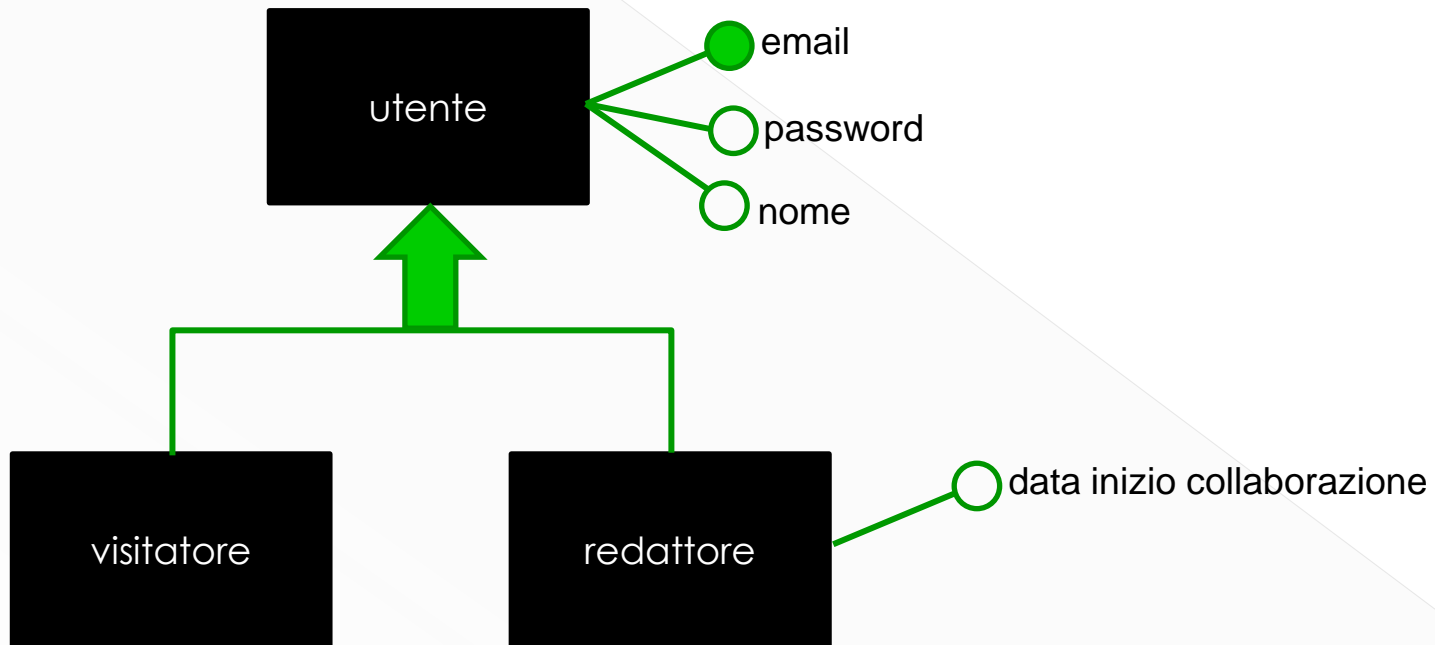 email
utente
password
nome
data inizio collaborazione
visitatore
redattore